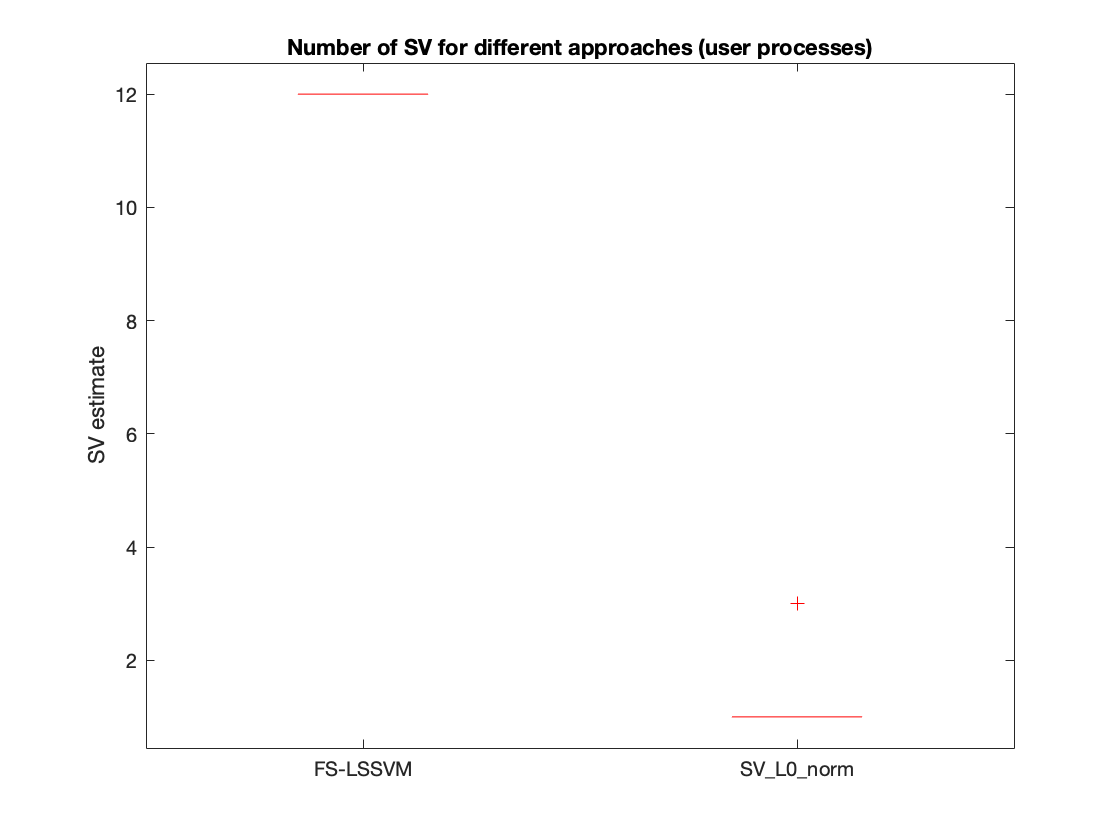 Number of SV for different approaches (user processes)
12
10
8
6
4
2
SV estimate
FS-LSSVM
SV_L0_norm